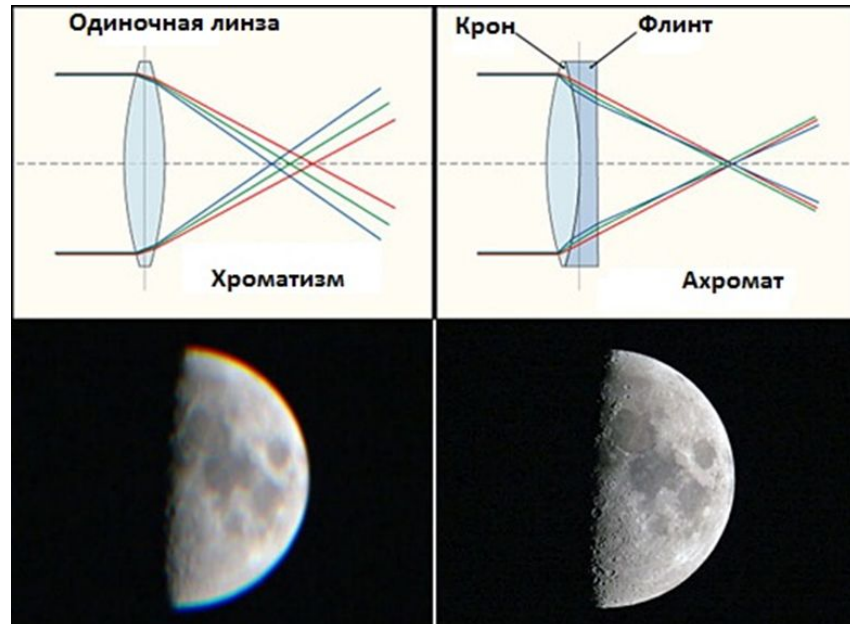 Одиночная линза
Крон
Флинт
Хроматизм
Ахромат